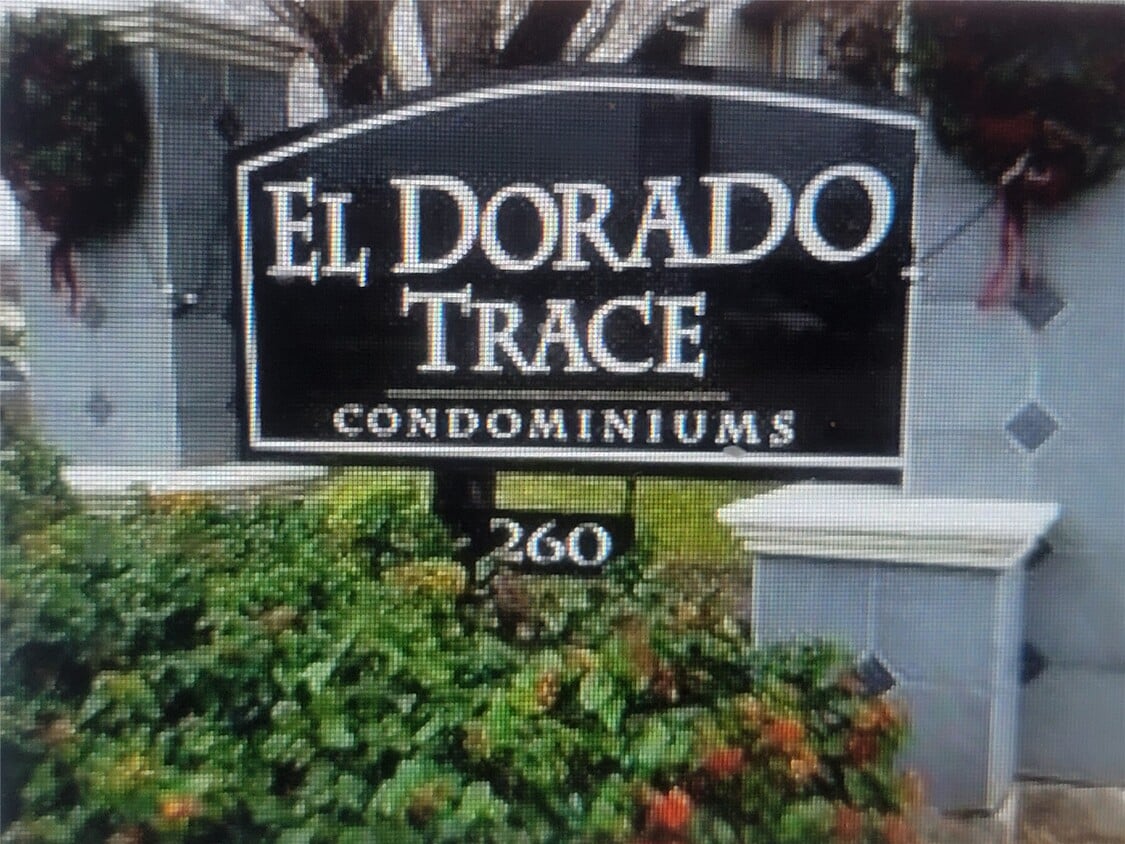 EL DORADO
TRACE
CONDOMINIUMS
260